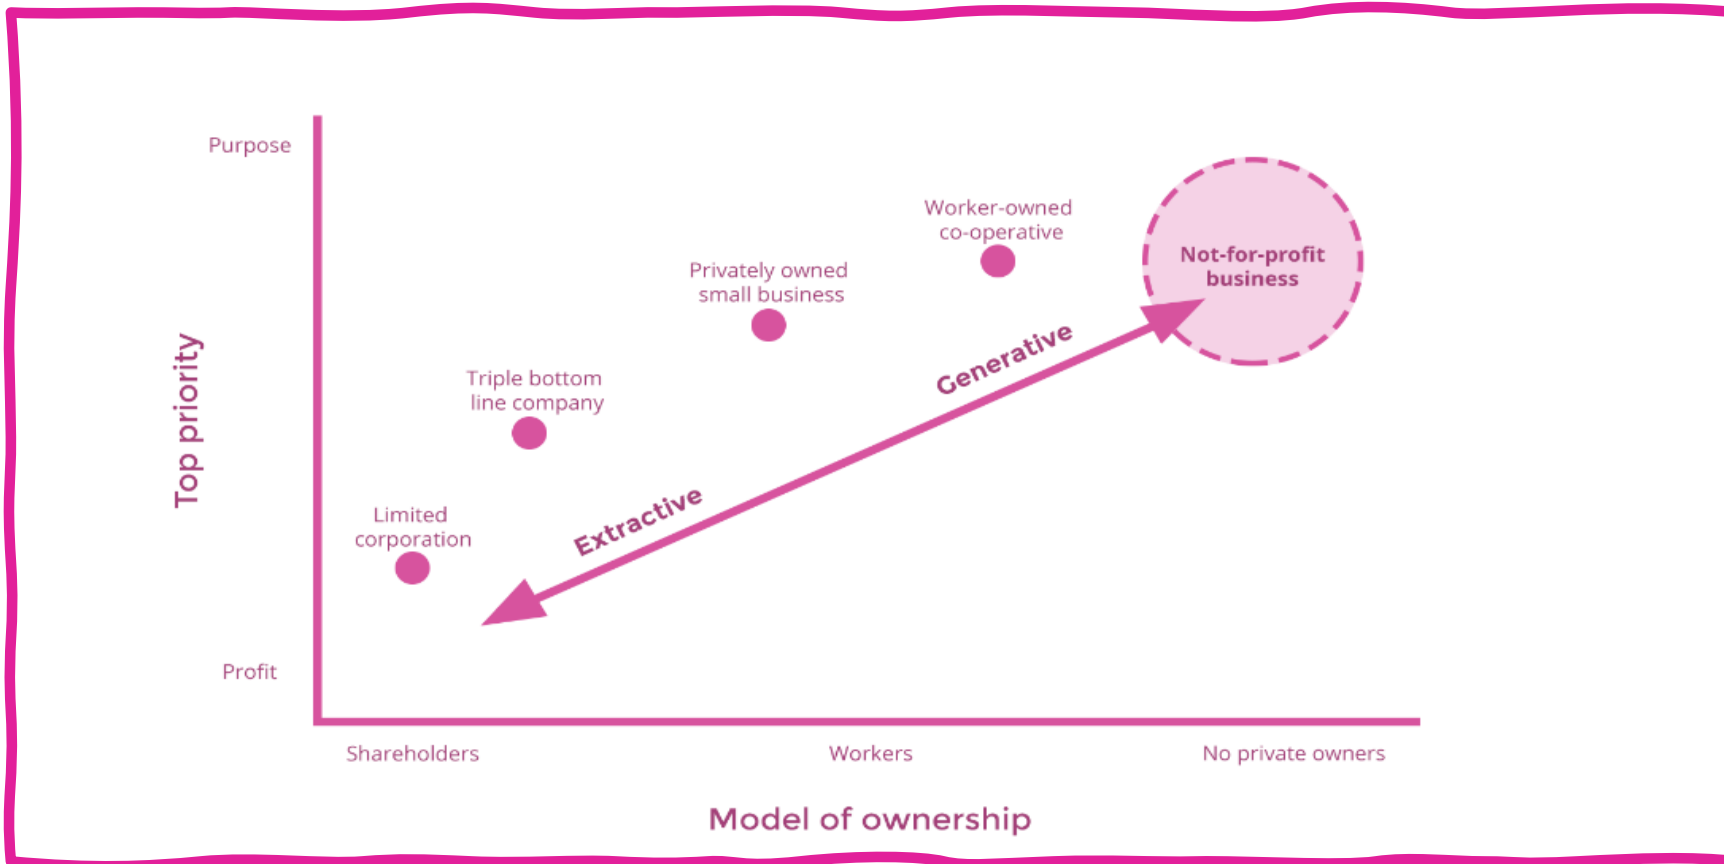 Purpose
Worker-owned
co-operative
Not-for-profit
business
Privately owned
small business
Generative
Triple bottom
line company
Top priority
Extractive
Limited
corporation
Profit
Shareholders
Workers
No private owners
Model of ownership